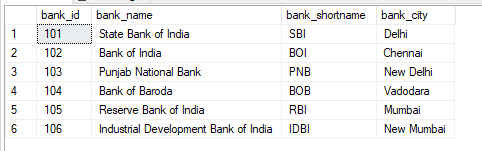 bank_id bank_name bank_shortname bank_city
1 101 State Bank of India SBI Delhi
2 102 Bank of India BOI Chennai
3 103 Punjab National Bank PNB New Delhi
4 104 Bank of Baroda BOB Vadodara
5 105 Reserve Bank of India RBI Mumbai
6 106 Industrial Development Bank of India IDBI New Mumbai